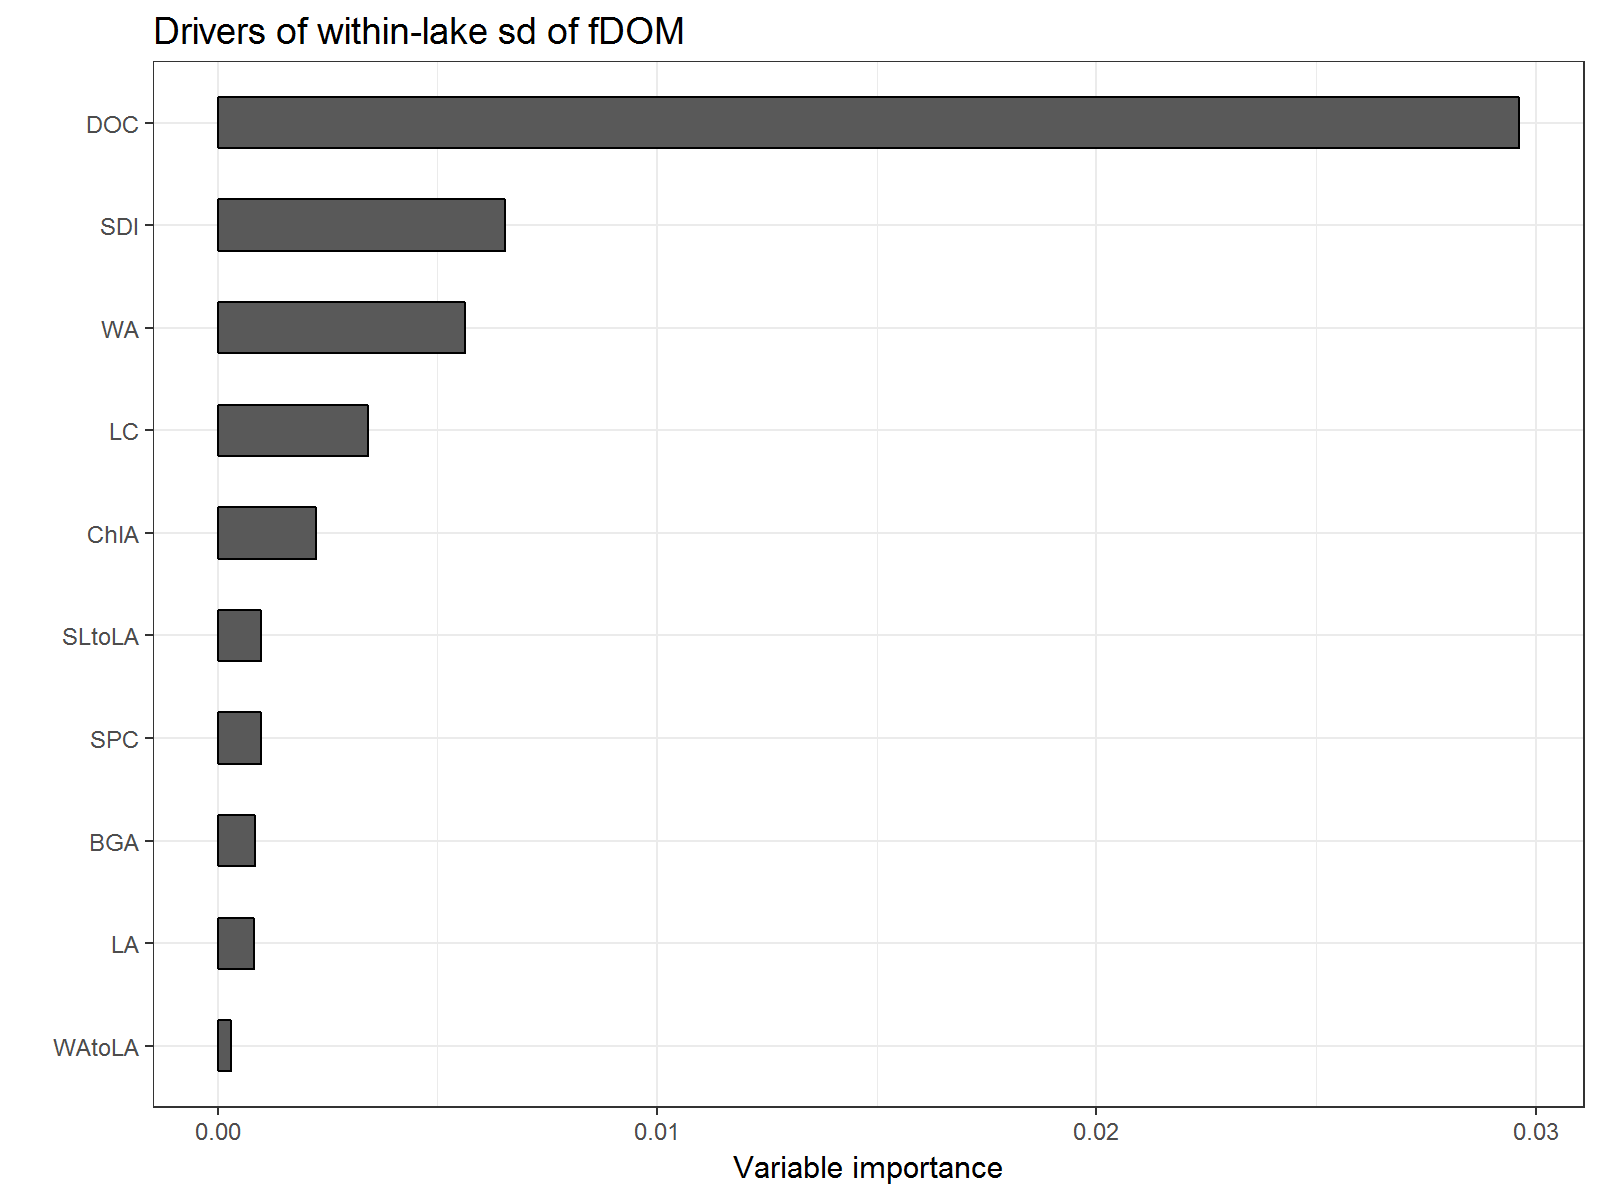 Drivers of within-lake sd of fDOM
DOC
SDI
WA
LC
ChlA
SLtoLA
SPC
BGA
LA
WAtoLA
0.00 0.01 0.02 0.03
Variable importance